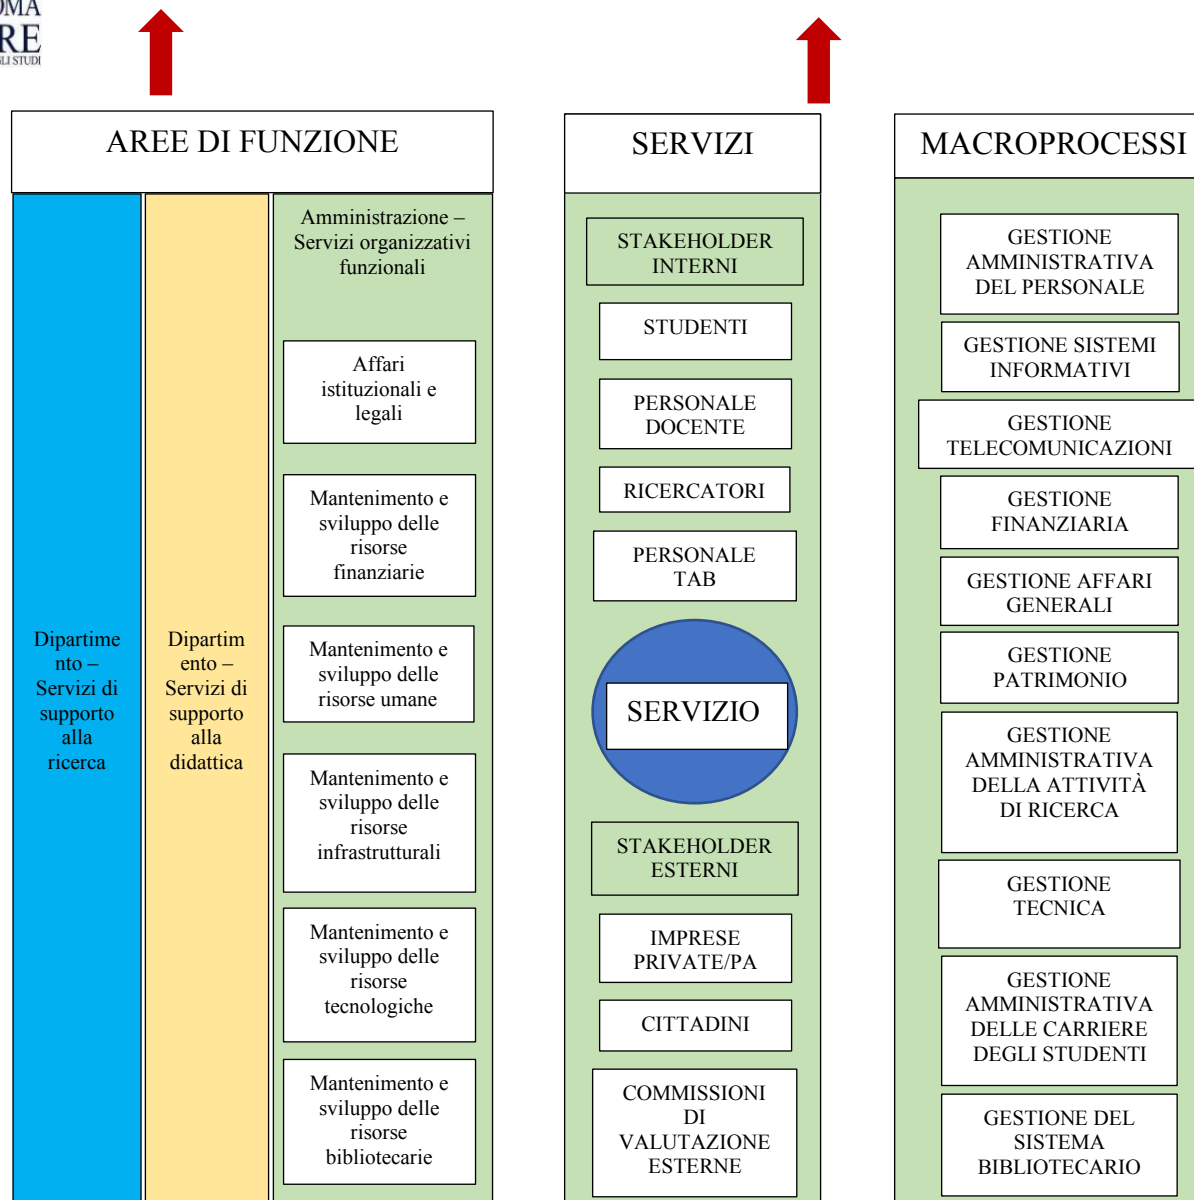 OMA
RE
GLI STUDI
AREE DI FUNZIONE
Dipartime
nto –
Servizi di
supporto
alla
ricerca
Dipartim
ento –
Servizi di
supporto
alla
didattica
Amministrazione –
Servizi organizzativi
funzionali
Affari
istituzionali e
legali
Mantenimento e
sviluppo delle
risorse
finanziarie
Mantenimento e
sviluppo delle
risorse umane
Mantenimento e
sviluppo delle
risorse
infrastrutturali
Mantenimento e
sviluppo delle
risorse
tecnologiche
Mantenimento e
sviluppo delle
risorse
bibliotecarie
SERVIZI
STAKEHOLDER
INTERNI
STUDENTI
PERSONALE
DOCENTE
RICERCATORI
PERSONALE
TAB
SERVIZIO
STAKEHOLDER
ESTERNI
IMPRESE
PRIVATE/PA
CITTADINI
COMMISSIONI
DI
VALUTAZIONE
ESTERNE
MACROPROCESSI
GESTIONE
AMMINISTRATIVA
DEL PERSONALE
GESTIONE SISTEMI
INFORMATIVI
GESTIONE
TELECOMUNICAZIONI
GESTIONE
FINANZIARIA
GESTIONE AFFARI
GENERALI
GESTIONE
PATRIMONIO
GESTIONE
AMMINISTRATIVA
DELLA ATTIVITÀ
DI RICERCA
GESTIONE
TECNICA
GESTIONE
AMMINISTRATIVA
DELLE CARRIERE
DEGLI STUDENTI
GESTIONE DEL
SISTEMA
BIBLIOTECARIO